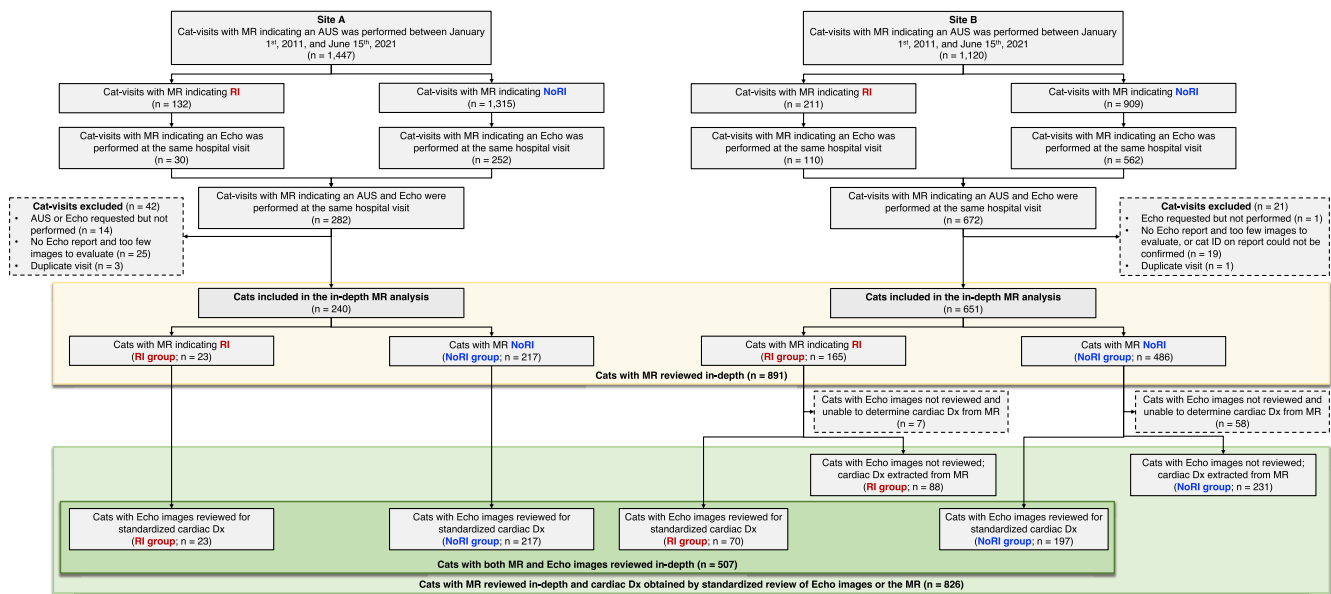 Site A
Cat-visits with MR indicating an AUS was performed between January
1st, 2011, and June 15th, 2021
(n = 1,447)
Cat-visits with MR indicating RI
(n = 132)
Cat-visits with MR indicating NoRI
(n = 1,315)
Cat-visits with MR indicating an Echo was
performed at the same hospital visit
(n = 30)
Cat-visits with MR indicating an Echo was
performed at the same hospital visit
(n = 252)
Cat-visits with MR indicating an AUS and Echo were
performed at the same hospital visit
(n = 282)
Cat-visits excluded (n = 42)
• AUS or Echo requested but not
performed (n = 14)
• No Echo report and too few
images to evaluate (n = 25)
• Duplicate visit (n = 3)
Site B
Cat-visits with MR indicating an AUS was performed between January
1st, 2011, and June 15th, 2021
(n = 1,120)
Cat-visits with MR indicating RI
(n = 211)
Cat-visits with MR indicating NoRI
(n = 909)
Cat-visits with MR indicating an Echo was
performed at the same hospital visit
(n = 110)
Cat-visits with MR indicating an Echo was
performed at the same hospital visit
(n = 562)
Cat-visits with MR indicating an AUS and Echo were
performed at the same hospital visit
(n = 672)
Cat-visits excluded (n = 21)
• Echo requested but not performed (n = 1)
• No Echo report and too few images to
evaluate, or cat ID on report could not be
confirmed (n = 19)
• Duplicate visit (n = 1)
Cats included in the in-depth MR analysis
(n = 240)
Cats included in the in-depth MR analysis
(n = 651)
Cats with MR indicating RI
(RI group; n = 23)
Cats with MR NoRI
(NoRI group; n = 217)
Cats with MR indicating RI
(RI group; n = 165)
Cats with MR NoRI
(NoRI group; n = 486)
Cats with MR reviewed in-depth (n = 891)
Cats with Echo images not reviewed and
unable to determine cardiac Dx from MR
(n = 7)
Cats with Echo images not reviewed and
unable to determine cardiac Dx from MR
(n = 58)
Cats with Echo images not reviewed;
cardiac Dx extracted from MR
(RI group; n = 88)
Cats with Echo images not reviewed;
cardiac Dx extracted from MR
(NoRI group; n = 231)
Cats with Echo images reviewed for
standardized cardiac Dx
(RI group; n = 23)
Cats with Echo images reviewed for
standardized cardiac Dx
(NoRI group; n = 217)
Cats with Echo images reviewed for
standardized cardiac Dx
(RI group; n = 70)
Cats with Echo images reviewed for
standardized cardiac Dx
(NoRI group; n = 197)
Cats with both MR and Echo images reviewed in-depth (n = 507)
Cats with MR reviewed in-depth and cardiac Dx obtained by standardized review of Echo images or the MR (n = 826)